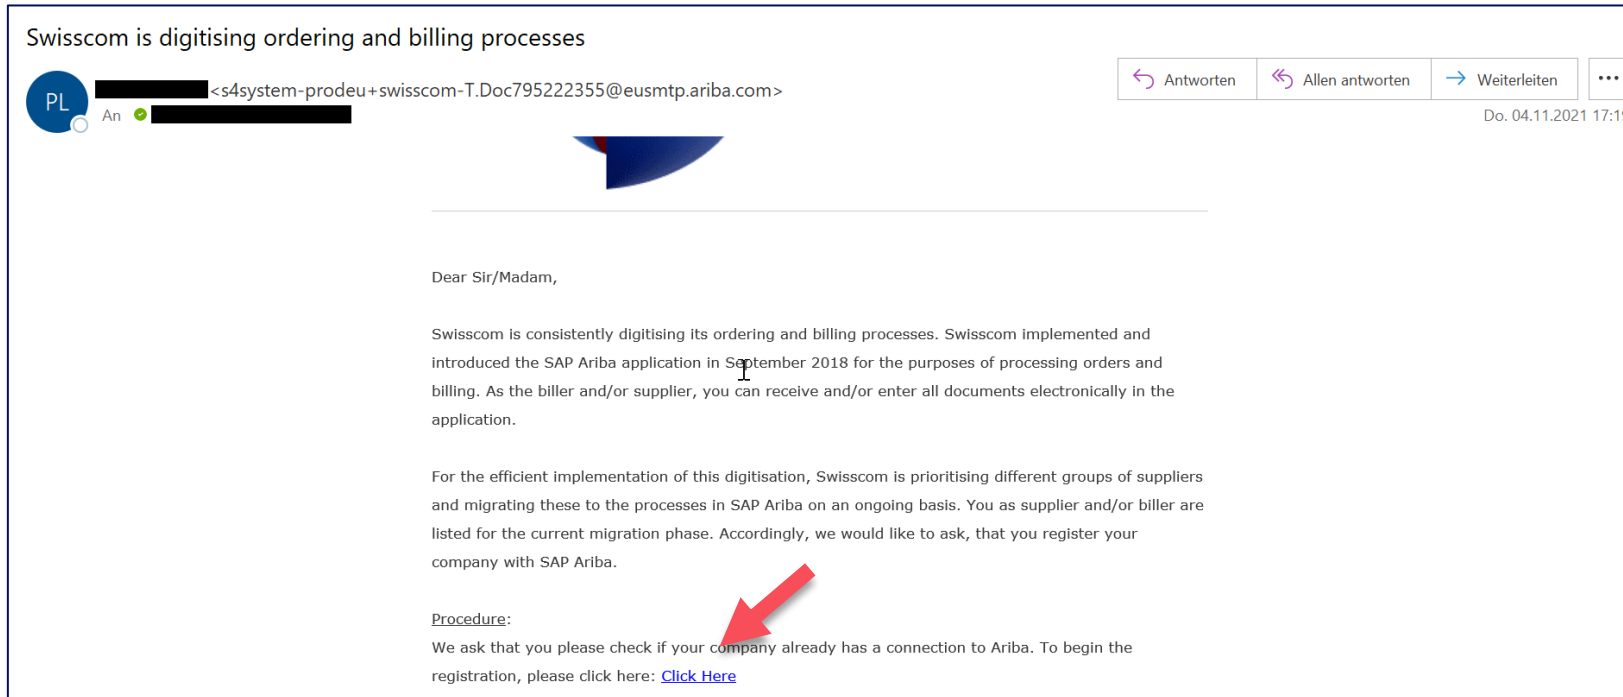 Swisscom is digitising ordering and billing processes
PL
<s4system-prodeu+swisscom-T.Doc795222355@eusmtp.ariba.com>
An
Antworten
Allen antworten
Weiterleiten
Do. 04.11.2021
Dear Sir/Madam,
Swisscom is consistently digitising its ordering and billing processes. Swisscom implemented and
introduced the SAP Ariba application in September 2018 for the purposes of processing orders and
billing. As the biller and/or supplier, you can receive and/or enter all documents electronically in the
application.
For the efficient implementation of this digitisation, Swisscom is prioritising different groups of suppliers
and migrating these to the processes in SAP Ariba on an ongoing basis. You as supplier and/or biller are
listed for the current migration phase. Accordingly, we would like to ask, that you register your
company with SAP Ariba.
Procedure:
We ask that you please check if your company already has a connection to Ariba. To begin the
registration, please click here: Click Here